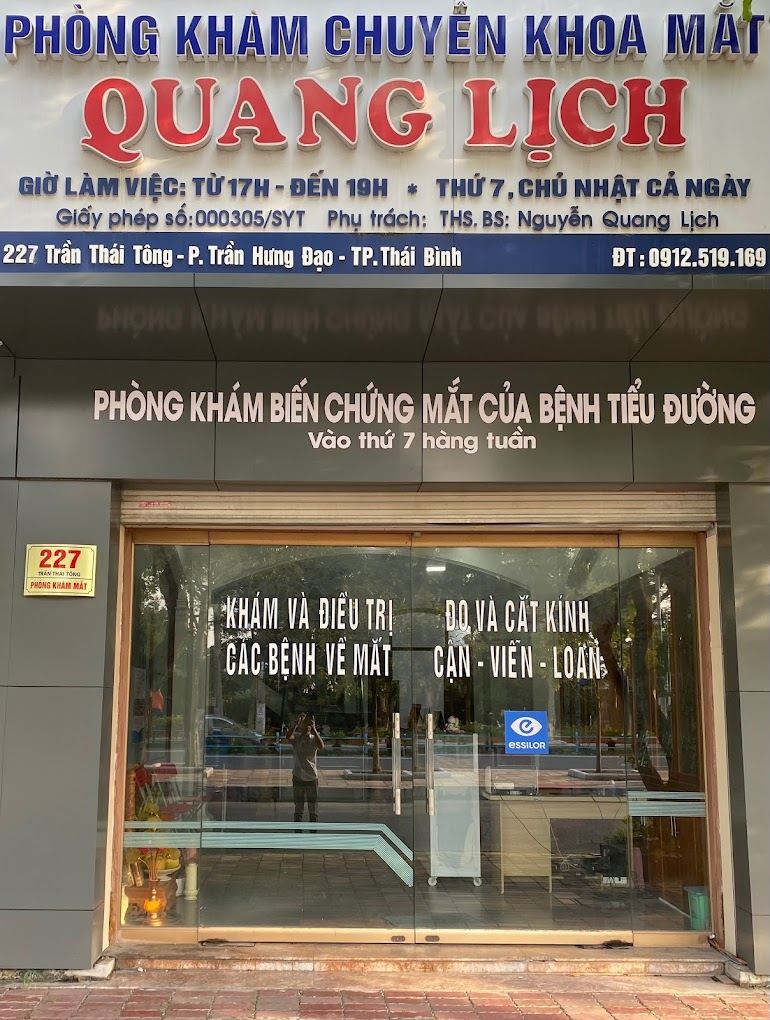 PHÒNG KHÁM CHUYÊN KHOA MẮT
QUANG LỊCH
GIỜ LÀM VIỆC: TỪ 17H - ĐẾN 19H * THỨ 7, CHỦ NHẬT CẢ NGÀY
Giấy phép số:000305/SYT Phụ trách: THS. BS: Nguyễn Quang Lịch
227 Trần Thái Tông - P. Trần Hưng Đạo - TP. Thái Bình ĐT: 0912.519.169
PHÒNG KHÁM BIẾN CHỨNG MẮT CỦA BỆNH TIỂU ĐƯỜNG
Vào thứ 7 hàng tuần
227
TRẦN THÁI TÔNG
PHÒNG KHÁM MẮT
KHÁM VÀ ĐIỀU TRỊ
CÁC BỆNH VỀ MẮT
ĐO VÀ CẮT KÍNH
CẬN - VIỄN - LOẠN
essilor